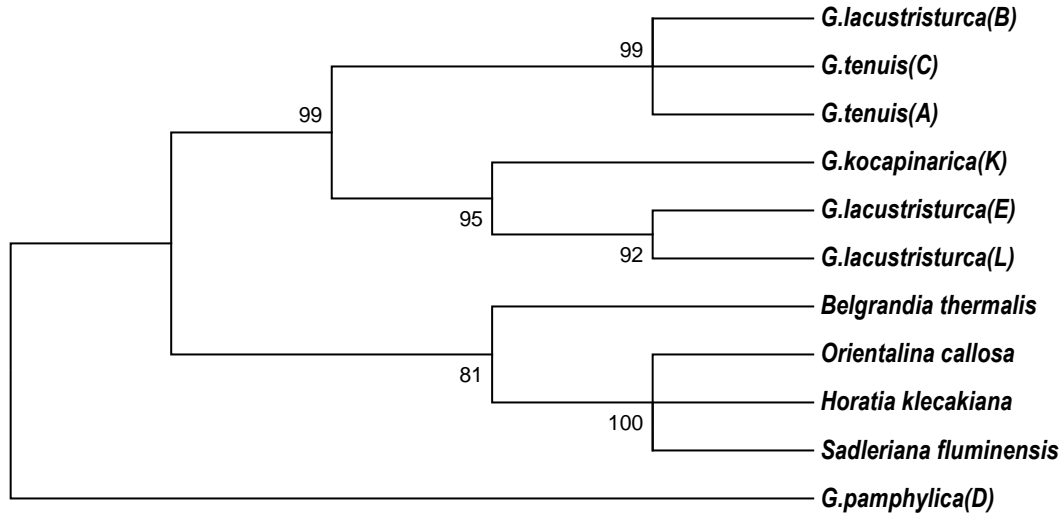 G.lacustristurca(B)
99
G.tenuis(C)
99
G.tenuis(A)
G.kocapinarica(K)
95
G.lacustristurca(E)
92
G.lacustristurca(L)
Belgrandia thermalis
81
Orientalina callosa
Horatia klecakiana
100
Sadleriana fluminensis
G.pamphylica(D)